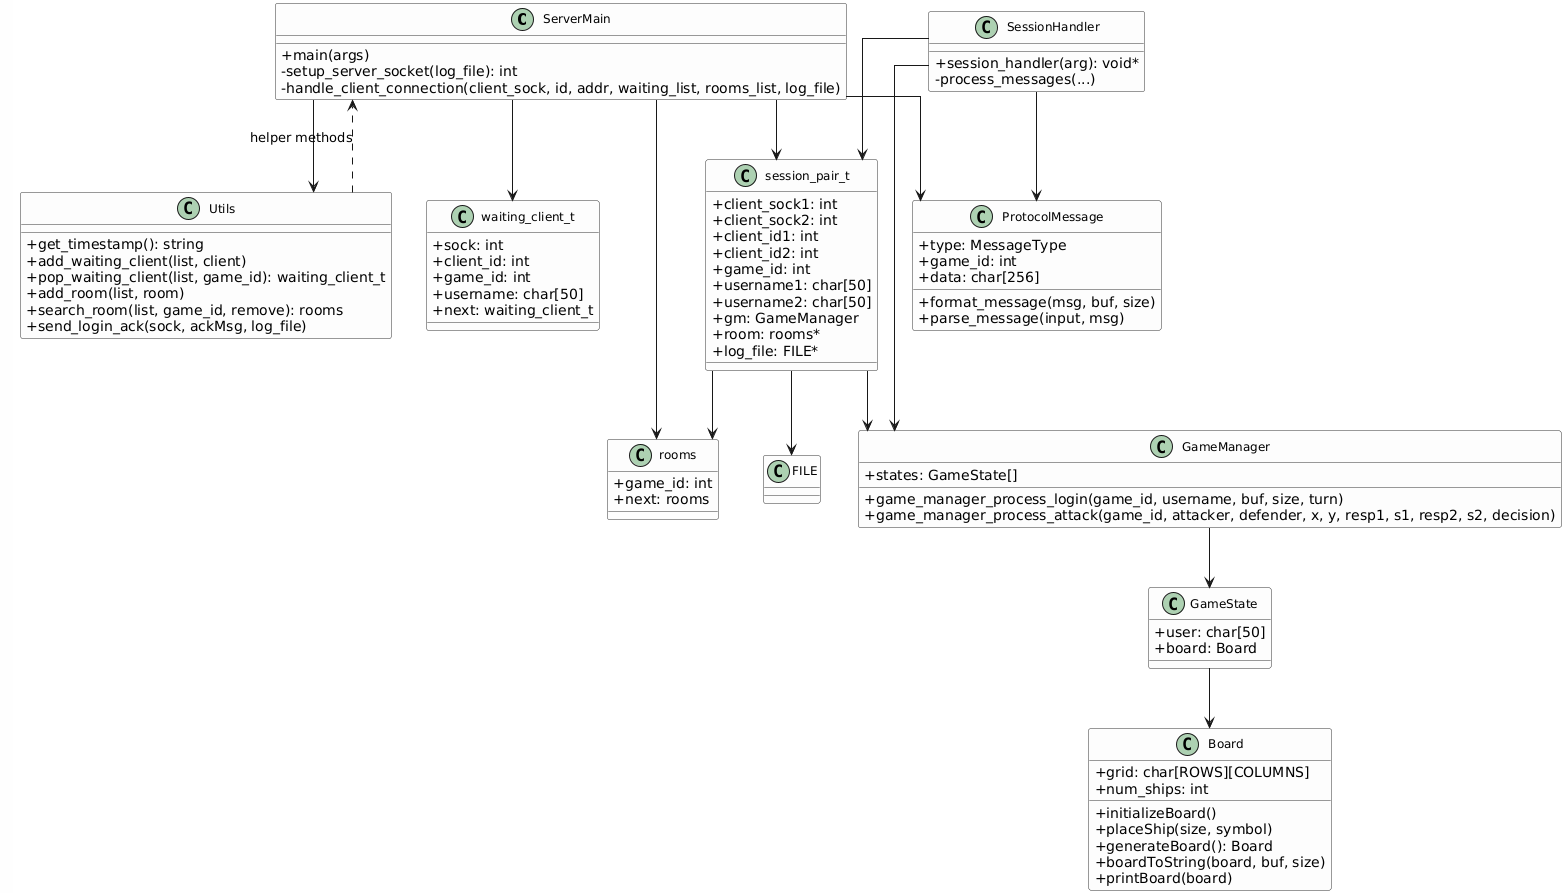 C ServerMain
+main(args)
-setup_server_socket(log_file): int
-handle_client_connection(client_sock, id, addr, waiting_list, rooms_list, log_file)
C SessionHandler
+session_handler(arg): void*
-process_messages(...)
helper methods
C Utils
+get_timestamp(): string
+add_waiting_client(list, client)
+pop_waiting_client(list, game_id): waiting_client_t
+add_room(list, room)
+search_room(list, game_id, remove): rooms
+send_login_ack(sock, ackMsg, log_file)
C waiting_client_t
+sock: int
+client_id: int
+game_id: int
+username: char[50]
+next: waiting_client_t
C session_pair_t
+client_sock1: int
+client_sock2: int
+client_id1: int
+client_id2: int
+game_id: int
+username1: char[50]
+username2: char[50]
+gm: GameManager
+room: rooms*
+log_file: FILE*
C ProtocolMessage
+type: MessageType
+game_id: int
+data: char[256]
+format_message(msg, buf, size)
+parse_message(input, msg)
C rooms
+game_id: int
+next: rooms
C FILE
C GameManager
+states: GameState[]
+game_manager_process_login(game_id, username, buf, size, turn)
+game_manager_process_attack(game_id, attacker, defender, x, y, resp1, s1, resp2, s2, decision)
C GameState
+user: char[50]
+board: Board
C Board
+grid: char[ROWS][COLUMNS]
+num_ships: int
+initializeBoard()
+placeShip(size, symbol)
+generateBoard(): Board
+boardToString(board, buf, size)
+printBoard(board)